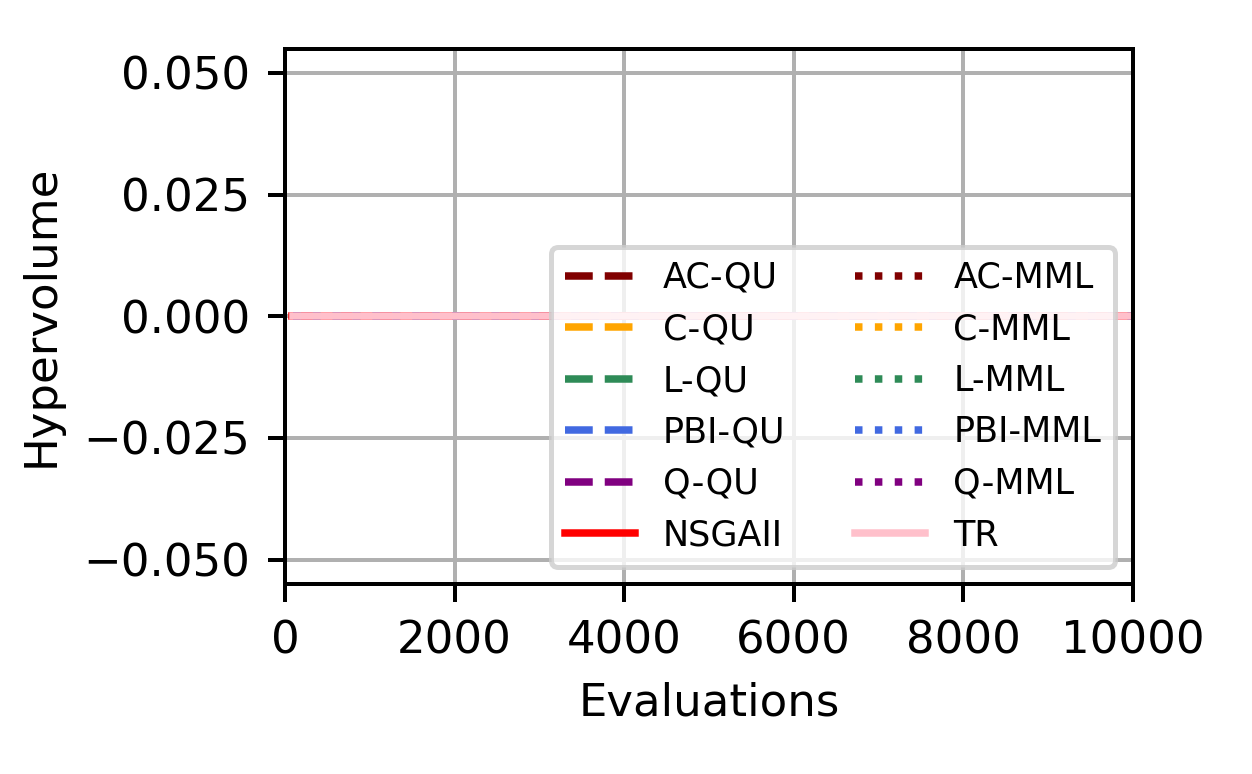 Hypervolume
0.050
0.025
0.000
−0.025
−0.050
AC-QU
C-QU
L-QU
PBI-QU
Q-QU
NSGAII
AC-MML
C-MML
L-MML
PBI-MML
Q-MML
TR
0 2000 4000 6000 8000 10000
Evaluations